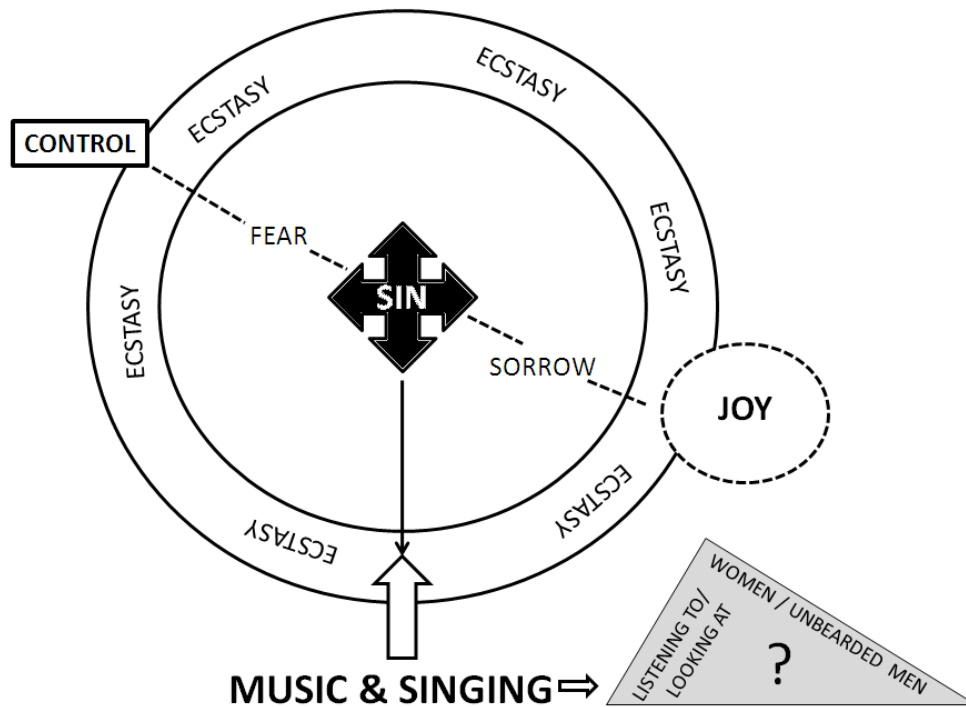 ECSTASY
ECSTASY
CONTROL
ECSTASY
FEAR
SIN
ECSTASY
SORROW
JOY
ECSTASY
ECSTASY
MUSIC & SINGING
LISTENING TO/
LOOKING AT
WOMEN / UNBEARDED MEN
?